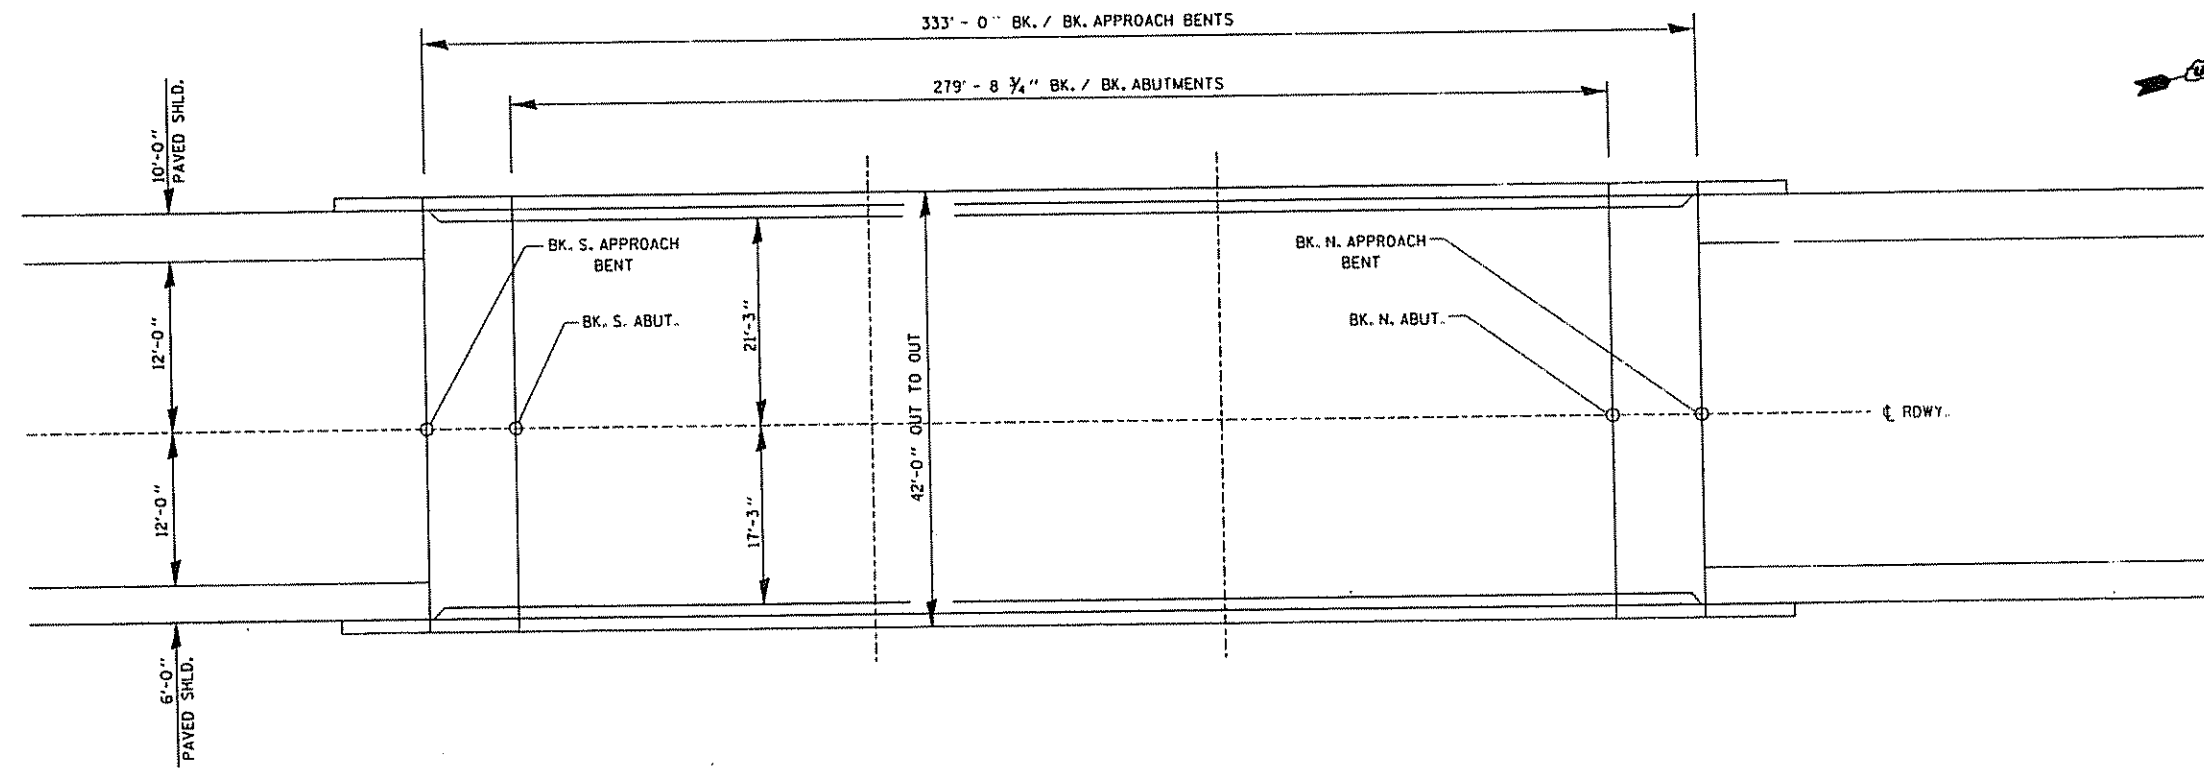 333' - 0" BK. / BK. APPROACH BENTS
279' - 8 3/4" BK. / BK. ABUTMENTS
10'-0"
PAVED SHLD.
BK. S. APPROACH
BENT
BK. N. APPROACH
BENT
BK. S. ABUT.
BK. N. ABUT.
12'-0"
21'-3"
42'-0" OUT TO OUT
℄ RDWY.
12'-0"
17'-3"
6'-0"
PAVED SHLD.